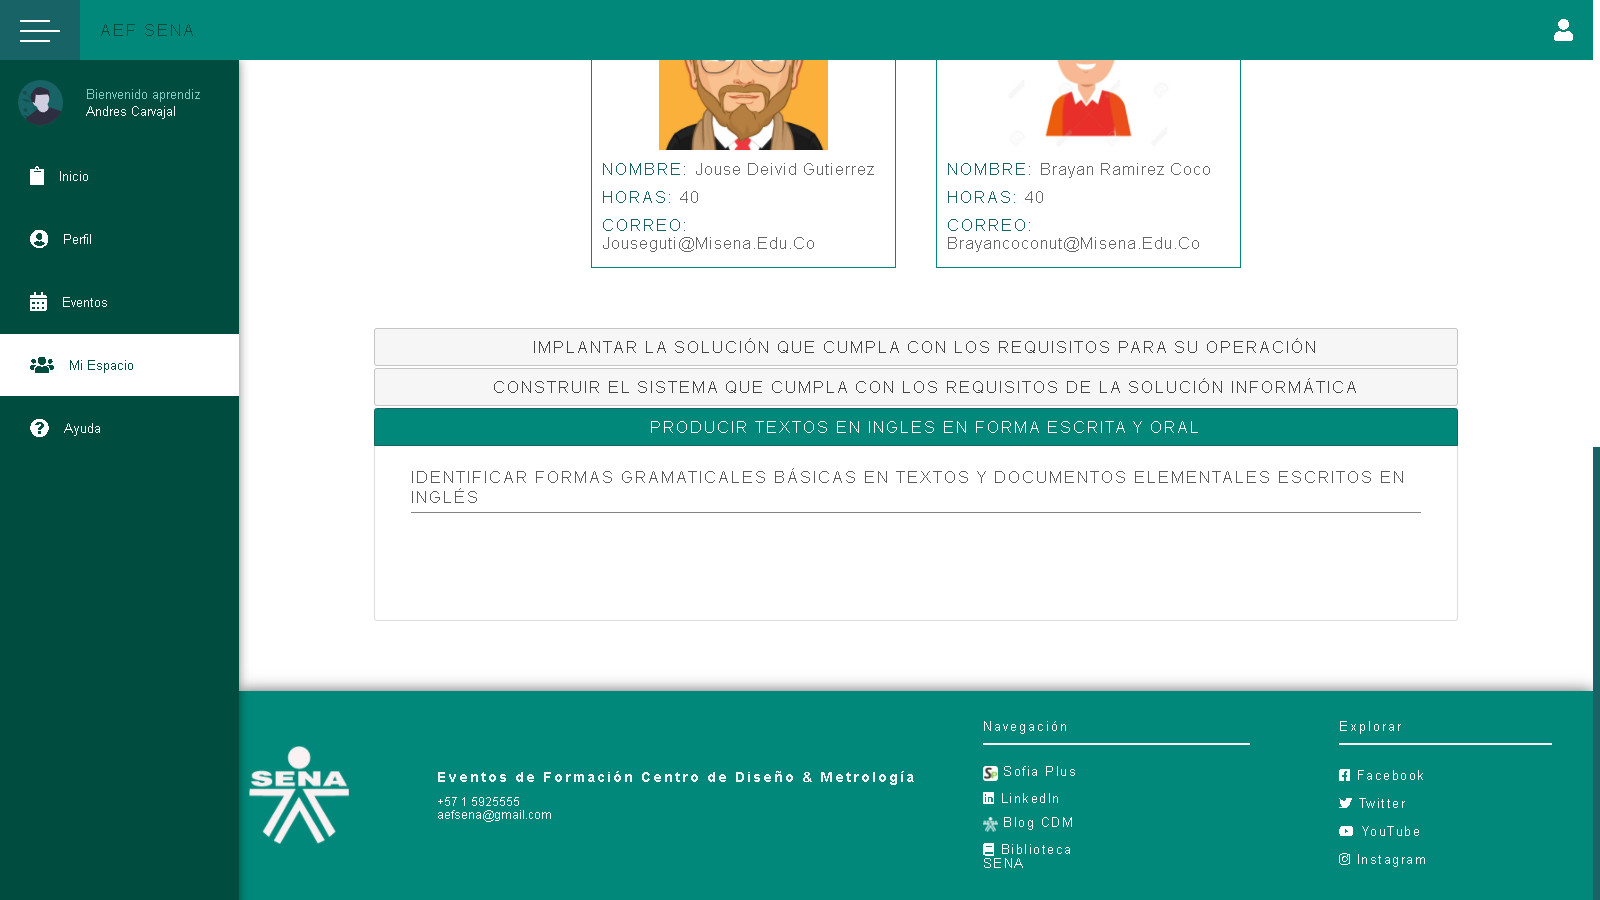 AEF SENA
Bienvenido aprendiz
Andres Carvajal
Inicio
Perfil
Eventos
Mi Espacio
Ayuda
NOMBRE: Jouse Deivid Gutierrez
HORAS: 40
CORREO:
Jouseguti@Misena.Edu.Co
NOMBRE: Brayan Ramirez Coco
HORAS: 40
CORREO:
Brayancoconut@Misena.Edu.Co
IMPLANTAR LA SOLUCIÓN QUE CUMPLA CON LOS REQUISITOS PARA SU OPERACIÓN
CONSTRUIR EL SISTEMA QUE CUMPLA CON LOS REQUISITOS DE LA SOLUCIÓN INFORMÁTICA
PRODUCIR TEXTOS EN INGLES EN FORMA ESCRITA Y ORAL
IDENTIFICAR FORMAS GRAMATICALES BÁSICAS EN TEXTOS Y DOCUMENTOS ELEMENTALES ESCRITOS EN
INGLÉS
SENA
Eventos de Formación Centro de Diseño & Metrología
+57 1 5925555
aefsena@gmail.com
Navegación
Sofia Plus
LinkedIn
Blog CDM
Biblioteca
SENA
Explorar
Facebook
Twitter
YouTube
Instagram